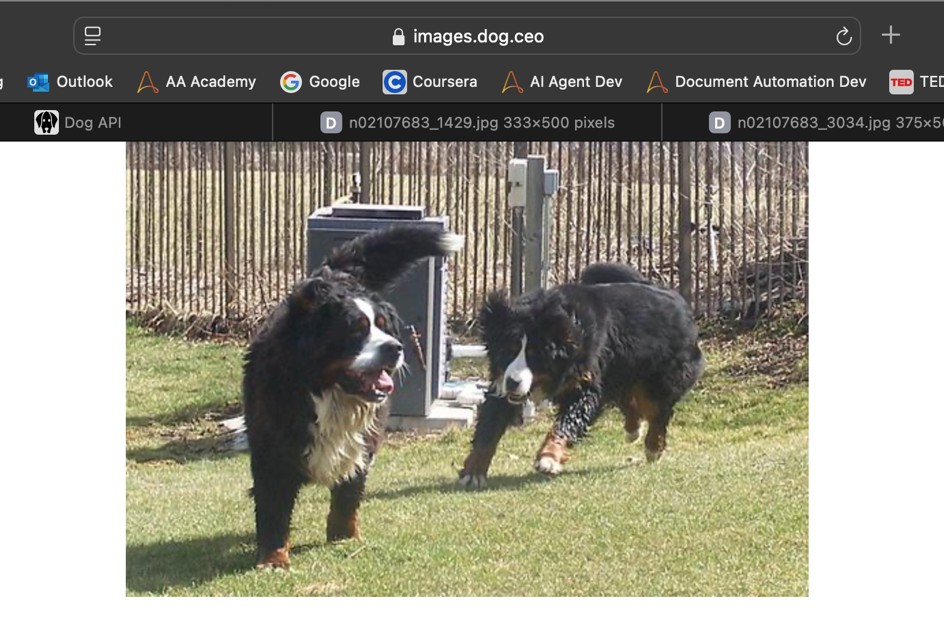 images.dog.ceo
Outlook AA Academy Google Coursera AI Agent Dev Document Automation Dev TED
Dog API n02107683_1429.jpg 333×500 pixels n02107683_3034.jpg